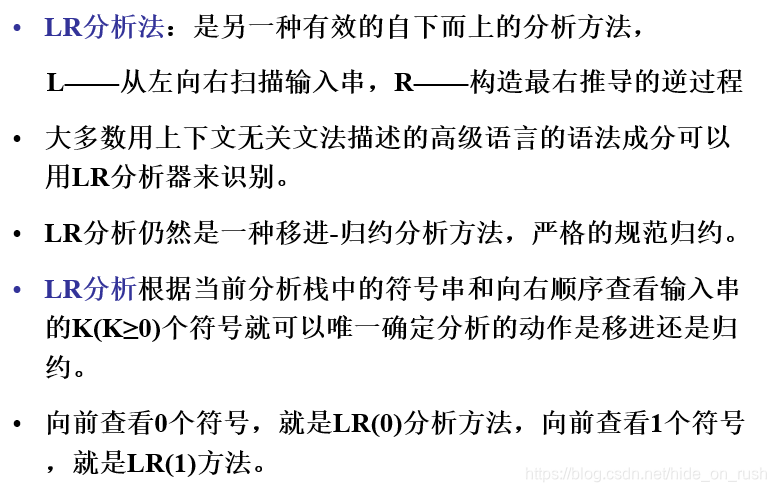 • LR分析法：是另一种有效的自下而上的分析方法，
L——从左向右扫描输入串，R——构造最右推导的逆过程
• 大多数用上下文无关文法描述的高级语言的语法成分可以
用LR分析器来识别。
• LR分析仍然是一种移进-归约分析方法，严格的规范归约。
• LR分析根据当前分析栈中的符号串和向右顺序查看输入串
的K(K≥0)个符号就可以唯一确定分析的动作是移进还是归
约。
• 向前查看0个符号，就是LR(0)分析方法，向前查看1个符号
，就是LR(1)方法。
https://blog.csdn.net/hide_on_rush